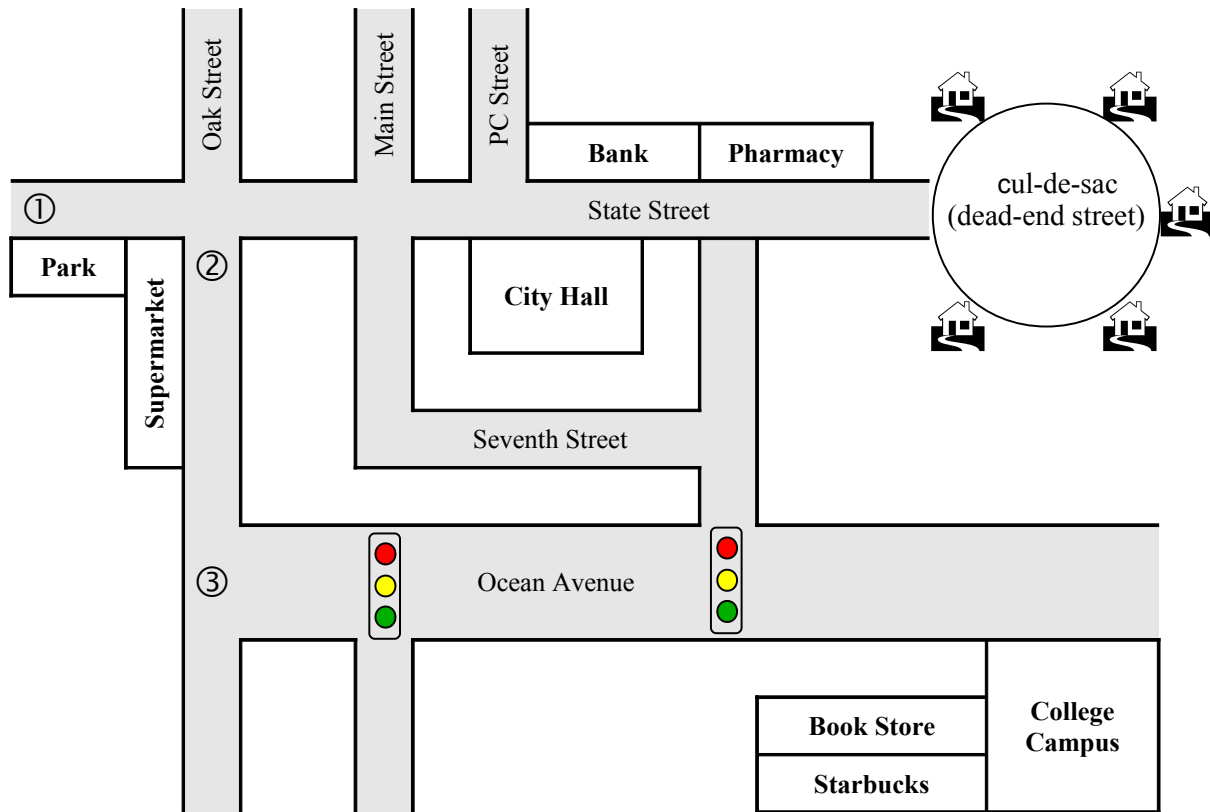 Oak Street
Main Street
PC Street
Bank
Pharmacy
cul-de-sac
(dead-end street)
①
State Street
Park
②
Supermarket
City Hall
Seventh Street
③
Ocean Avenue
Book Store
College
Campus
Starbucks